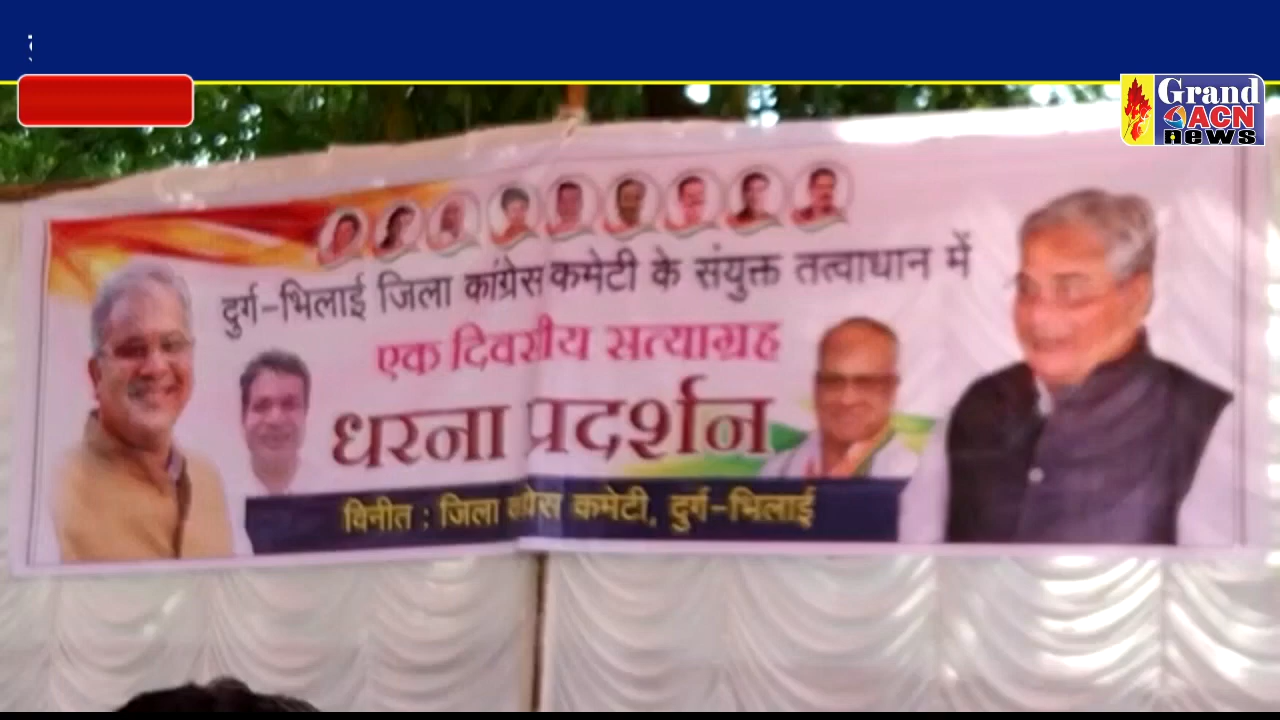 Grand
ACN
news
दुर्ग-भिलाई जिला कांग्रेस कमेटी के संयुक्त तत्वाधान में
एक दिवसीय सत्याग्रह
धरना प्रदर्शन
विनीत : जिला कांग्रेस कमेटी, दुर्ग-भिलाई